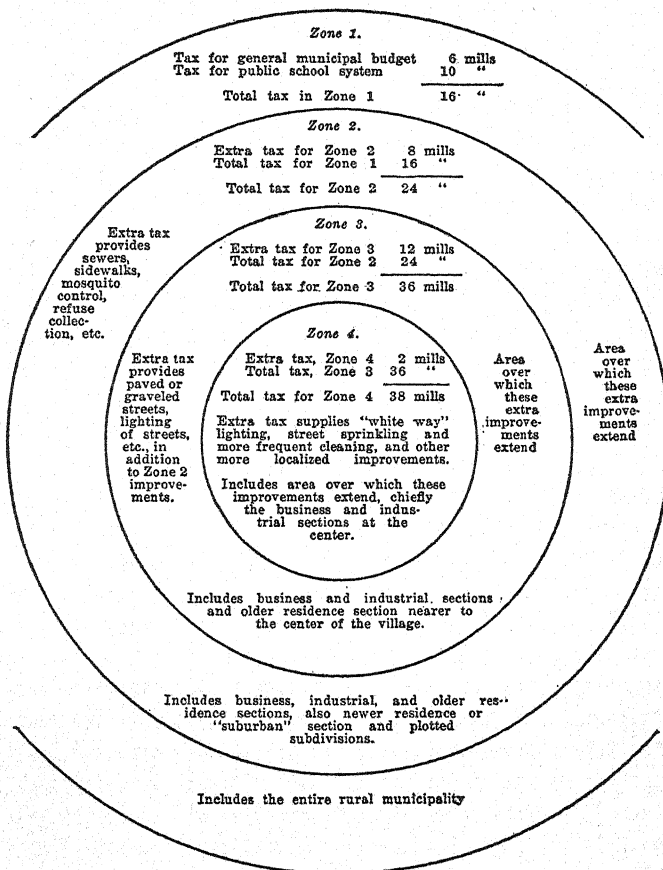 Zone 1.
Tax for general municipal budget 6 mills
Tax for public school system 10 "
Total tax in Zone 1 16 "
Zone 2.
Extra tax for Zone 2 8 mills
Total tax for Zone 1 16 "
Total tax for Zone 2 24 "
Extra tax
provides
sewers,
sidewalks,
mosquito
control,
refuse
collec-
tion, etc.
Zone 3.
Extra tax for Zone 3 12 mills
Total tax for Zone 2 24 "
Total tax for Zone 3 36 mills
Extra tax
provides
paved or
graveled
streets,
lighting
of streets,
etc., in
addition
to Zone 2
improve-
ments.
Zone 4.
Extra tax, Zone 4 2 mills
Total tax, Zone 3 36 "
Total tax for Zone 4 38 mills
Extra tax supplies "white way"
lighting, street sprinkling and
more frequent cleaning, and other
more localized improvements.
Includes area over which these
improvements extend, chiefly
the business and indus-
trial sections at the
center.
Area
over
which
these
extra
improve-
ments
extend
Area
over
which
these
extra
improve-
ments
extend
Includes business and industrial sections
and older residence section nearer to
the center of the village.
Includes business, industrial, and older res-
idence sections, also newer residence or
"suburban" section and plotted
subdivisions.
Includes the entire rural municipality